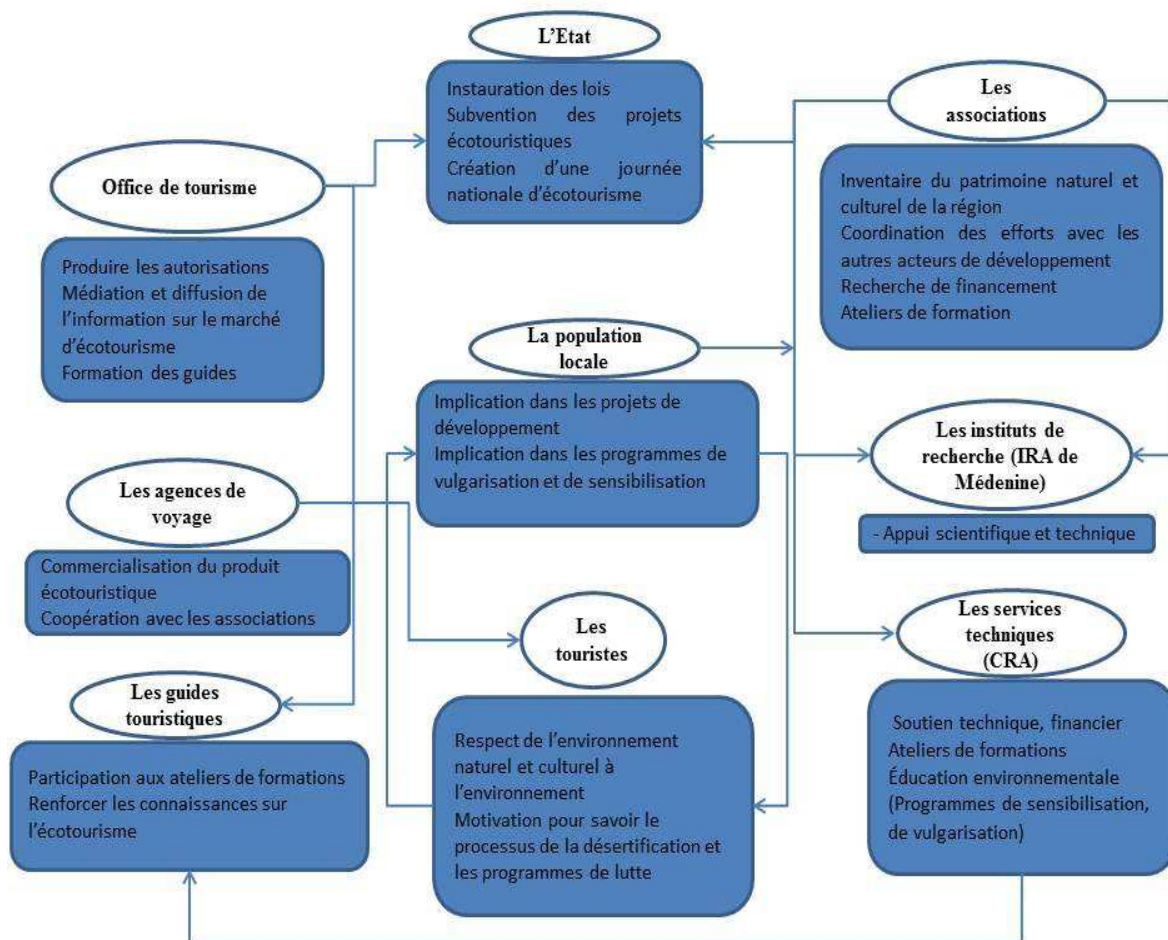 L'Etat
Instauration des lois
Subvention des projets
écotouristiques
Création d'une journée
nationale d'écotourisme
Les
associations
Inventaire du patrimoine naturel et
culturel de la région
Coordination des efforts avec les
autres acteurs de développement
Recherche de financement
Ateliers de formation
Office de tourisme
Produire les autorisations
Médiation et diffusion de
l'information sur le marché
d'écotourisme
Formation des guides
La population
locale
Implication dans les projets de
développement
Implication dans les programmes de
vulgarisation et de sensibilisation
Les instituts de
recherche (IRA de
Médenine)
- Appui scientifique et technique
Les agences de
voyage
Commercialisation du produit
écotouristique
Coopération avec les associations
Les
touristes
Respect de l'environnement
naturel et culturel à
l'environnement
Motivation pour savoir le
processus de la désertification et
les programmes de lutte
Les services
techniques
(CRA)
Soutien technique, financier
Ateliers de formations
Éducation environnementale
(Programmes de sensibilisation,
de vulgarisation)
Les guides
touristiques
Participation aux ateliers de formations
Renforcer les connaissances sur
l'écotourisme